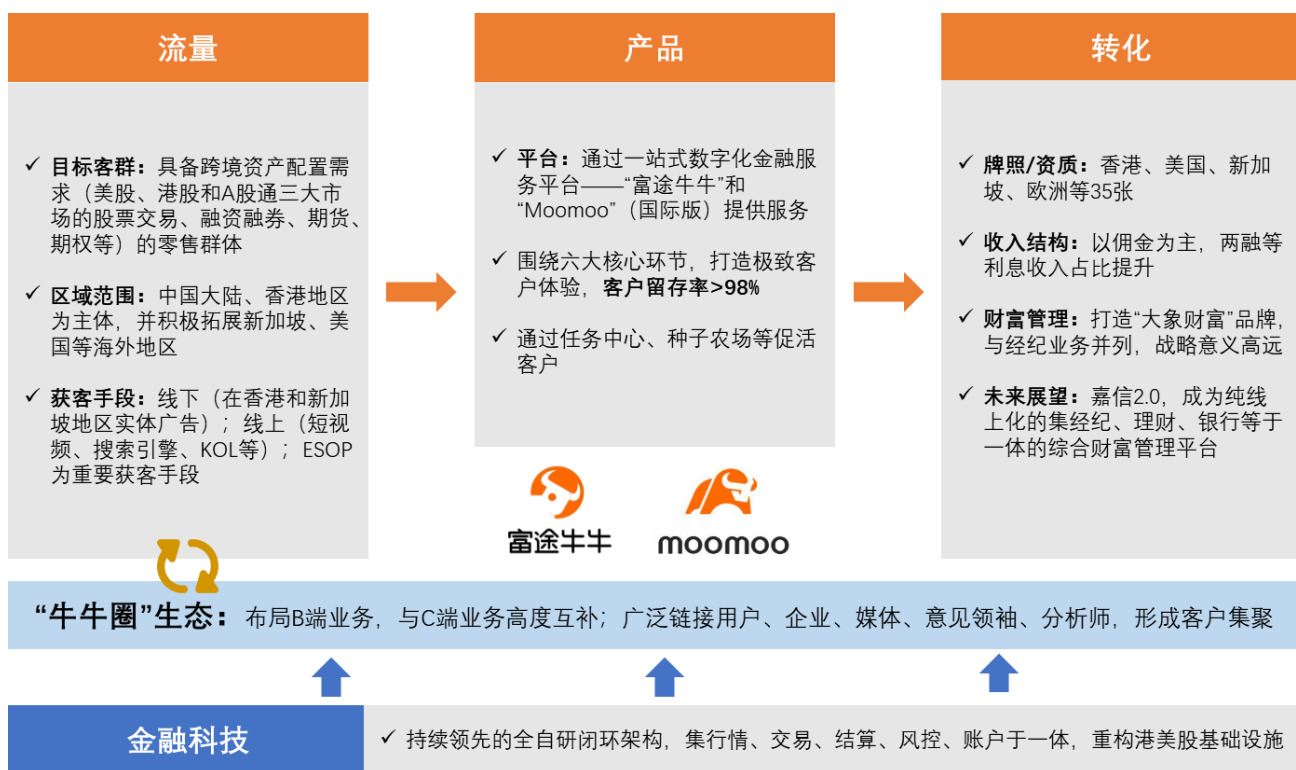 流量
✓ 目标客群：具备跨境资产配置需
求（美股、港股和A股通三大市
场的股票交易、融资融券、期货、
期权等）的零售群体
✓ 区域范围：中国大陆、香港地区
为主体，并积极拓展新加坡、美
国等海外地区
✓ 获客手段：线下（在香港和新加
坡地区实体广告）；线上（短视
频、搜索引擎、KOL等）；ESOP
为重要获客手段
产品
✓ 平台：通过一站式数字化金融服
务平台——“富途牛牛”和
“Moomoo”（国际版）提供服务
✓ 围绕六大核心环节，打造极致客
户体验，客户留存率>98%
✓ 通过任务中心、种子农场等促活
客户
富途牛牛
moomoo
转化
✓ 牌照/资质：香港、美国、新加
坡、欧洲等35张
✓ 收入结构：以佣金为主，两融等
利息收入占比提升
✓ 财富管理：打造“大象财富”品牌，
与经纪业务并列，战略意义高远
✓ 未来展望：嘉信2.0，成为纯线
上化的集经纪、理财、银行等于
一体的综合财富管理平台
“牛牛圈”生态：布局B端业务，与C端业务高度互补；广泛链接用户、企业、媒体、意见领袖、分析师，形成客户集聚
金融科技
✓ 持续领先的全自研闭环架构，集行情、交易、结算、风控、账户于一体，重构港美股基础设施